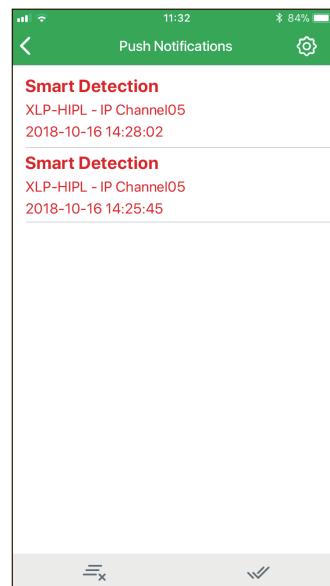 11:32
84%
Push Notifications
Smart Detection
XLP-HIPL - IP Channel05
2018-10-16 14:28:02
Smart Detection
XLP-HIPL - IP Channel05
2018-10-16 14:25:45